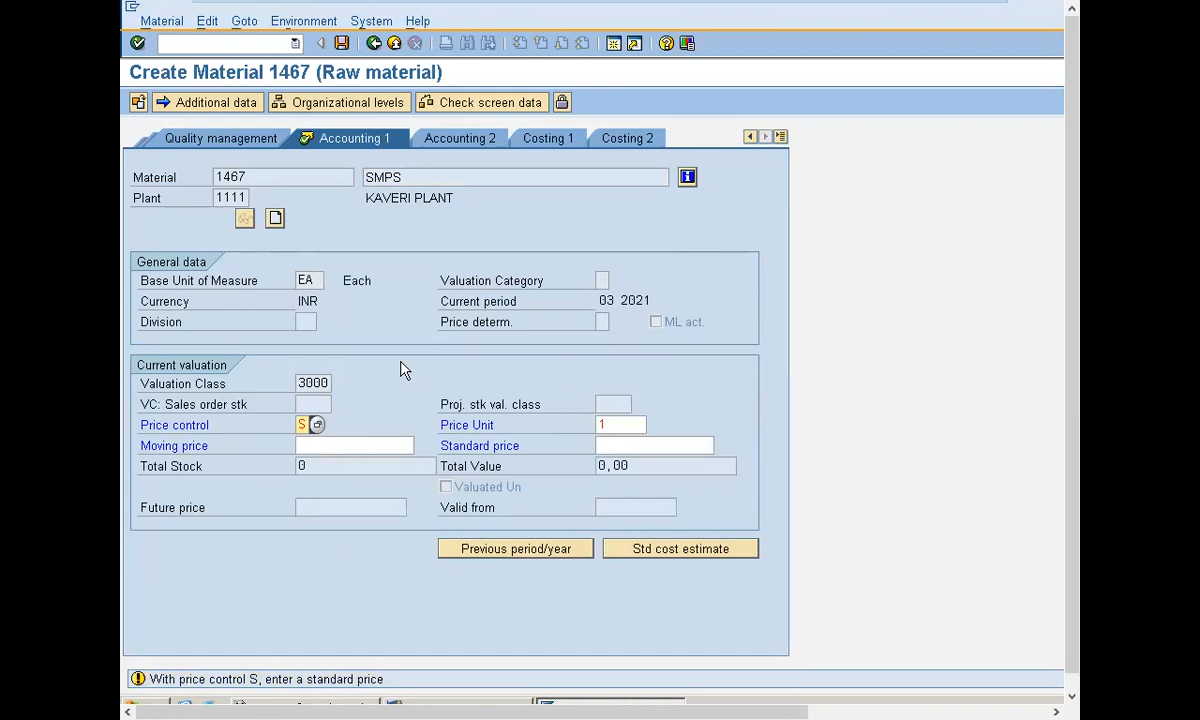 Material Edit Goto Environment System Help
Create Material 1467 (Raw material)
Additional data Organizational levels Check screen data
Quality management Accounting 1 Accounting 2 Costing 1 Costing 2
Material 1467 SMPS
Plant 1111 KAVERI PLANT
General data
Base Unit of Measure EA Each Valuation Category
Currency INR Current period 03 2021
Division Price determ. ML act.
Current valuation
Valuation Class 3000
VC: Sales order stk Proj. stk val. class
Price control S Price Unit 1
Moving price Standard price
Total Stock 0 Total Value 0,00
Valuated Un
Future price Valid from
Previous period/year Std cost estimate
With price control S, enter a standard price